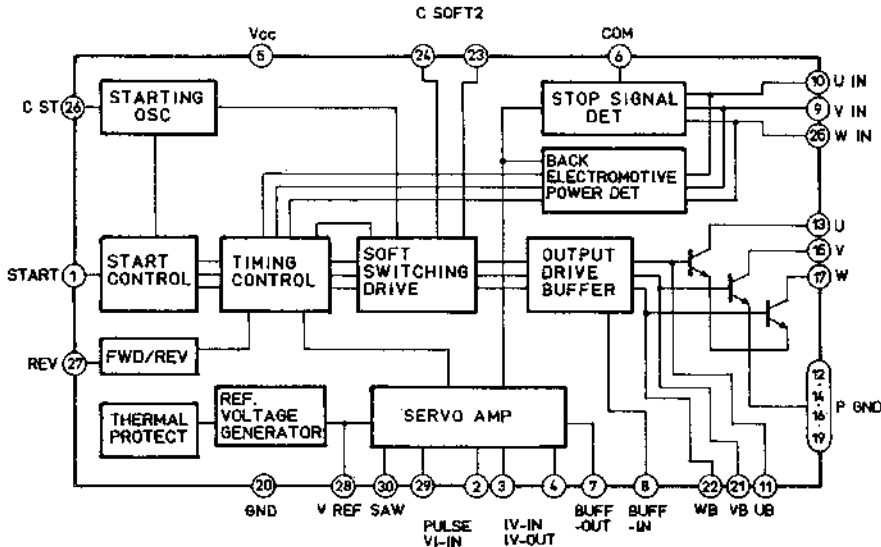 C SOFT2
Vcc
COM
5
24
23
6
10 U IN
9 V IN
25 W IN
C ST 26
STARTING
OSC
STOP SIGNAL
DET
BACK
ELECTROMOTIVE
POWER DET
13 U
15 V
17 W
START 1
START
CONTROL
TIMING
CONTROL
SOFT
SWITCHING
DRIVE
OUTPUT
DRIVE
BUFFER
REV 27
FWD/REV
12
14
16
19
P GND
THERMAL
PROTECT
REF.
VOLTAGE
GENERATOR
SERVO AMP
20
28
30
29
2
3
4
7
8
22
21
11
GND
V REF
SAW
PULSE
VI-IN
IV-IN
IV-OUT
BUFF
-OUT
BUFF
-IN
WB
VB
UB